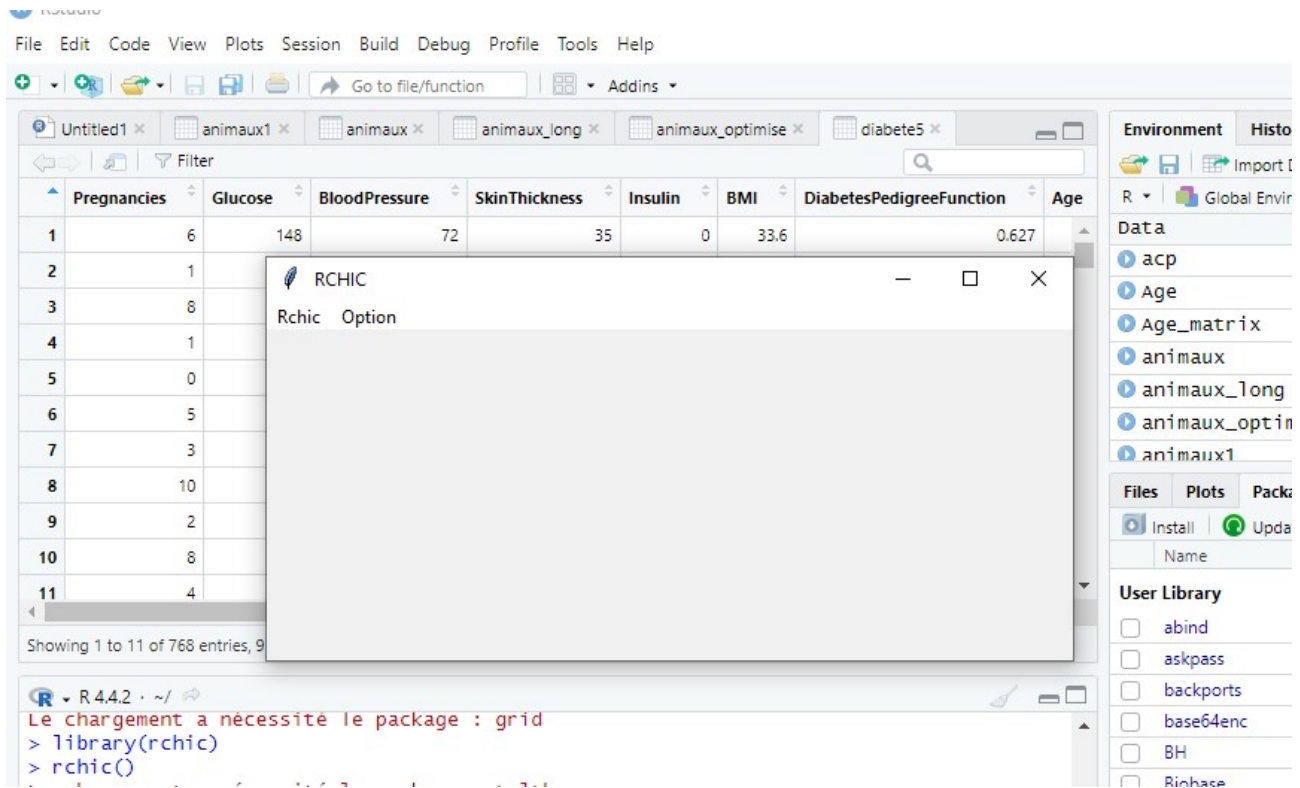 File Edit Code View Plots Session Build Debug Profile Tools Help
Go to file/function Addins
Untitled1 animaux1 animaux animaux_long animaux_optimise diabete5
Filter
Pregnancies Glucose BloodPressure SkinThickness Insulin BMI DiabetesPedigreeFunction Age
1 6 148 72 35 0 33.6 0.627
2 1
3 8
4 1
5 0
6 5
7 3
8 10
9 2
10 8
11 4
Showing 1 to 11 of 768 entries, 9
RCHIC
Rchic Option
R 4.4.2 · ~/
Le chargement a nécessité le package : grid
> library(rchic)
> rchic()
Environment Histo
Import D
R Global Envir
Data
acp
Age
Age_matrix
animaux
animaux_long
animaux_optim
animaux1
Files Plots Packa
Install Upda
Name
User Library
abind
askpass
backports
base64enc
BH
Biobase